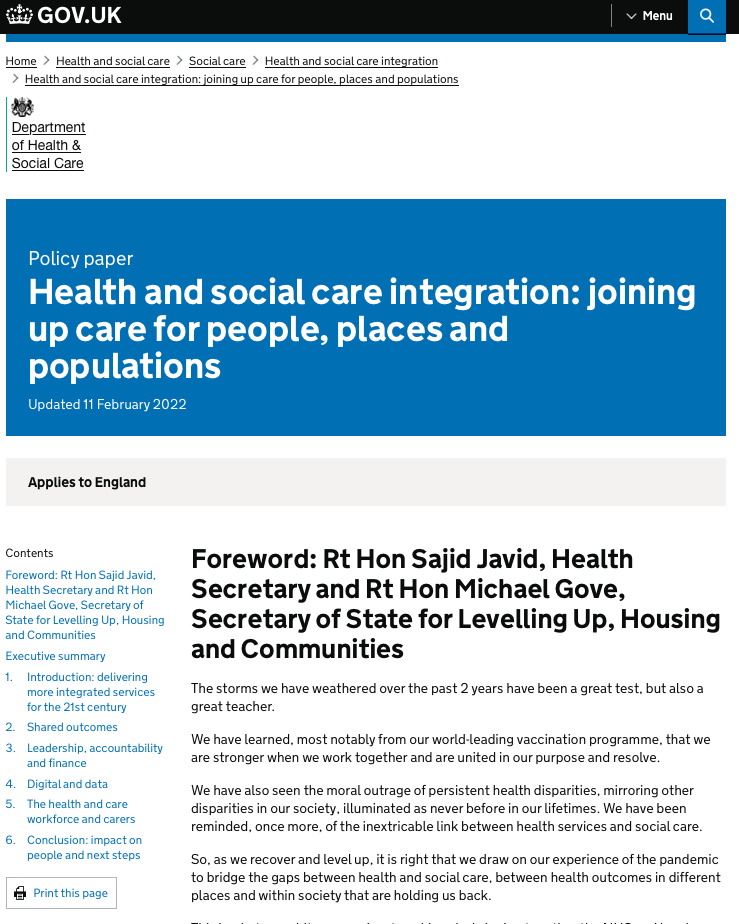 GOV.UK
Menu
Home
Health and social care
Social care
Health and social care integration
Health and social care integration: joining up care for people, places and populations
Department
of Health &
Social Care
Policy paper
Health and social care integration: joining
up care for people, places and
populations
Updated 11 February 2022
Applies to England
Contents
Foreword: Rt Hon Sajid Javid,
Health Secretary and Rt Hon
Michael Gove, Secretary of
State for Levelling Up, Housing
and Communities
Executive summary
1. Introduction: delivering
more integrated services
for the 21st century
2. Shared outcomes
3. Leadership, accountability
and finance
4. Digital and data
5. The health and care
workforce and carers
6. Conclusion: impact on
people and next steps
Print this page
Foreword: Rt Hon Sajid Javid, Health
Secretary and Rt Hon Michael Gove,
Secretary of State for Levelling Up, Housing
and Communities
The storms we have weathered over the past 2 years have been a great test, but also a
great teacher.
We have learned, most notably from our world-leading vaccination programme, that we
are stronger when we work together and are united in our purpose and resolve.
We have also seen the moral outrage of persistent health disparities, mirroring other
disparities in our society, illuminated as never before in our lifetimes. We have been
reminded, once more, of the inextricable link between health services and social care.
So, as we recover and level up, it is right that we draw on our experience of the pandemic
to bridge the gaps between health and social care, between health outcomes in different
places and within society that are holding us back.